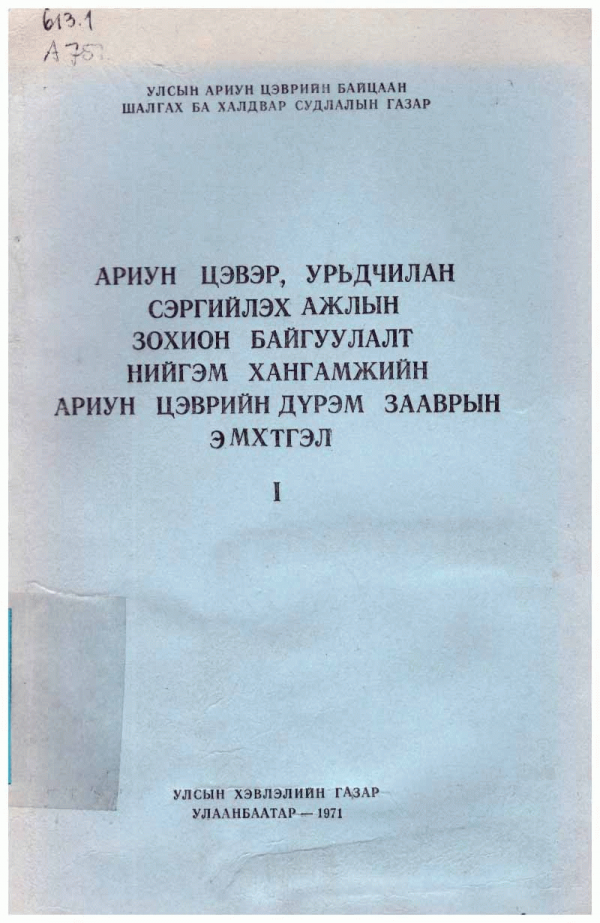 613.1
А 75
УЛСЫН АРИУН ЦЭВРИЙН БАЙЦААН
ШАЛГАХ БА ХАЛДВАР СУДЛАЛЫН ГАЗАР
АРИУН ЦЭВЭР, УРЬДЧИЛАН
СЭРГИЙЛЭХ АЖЛЫН
ЗОХИОН БАЙГУУЛАЛТ
НИЙГЭМ ХАНГАМЖИЙН
АРИУН ЦЭВРИЙН ДҮРЭМ ЗААВРЫН
ЭМХТГЭЛ
I
УЛСЫН ХЭВЛЭЛИЙН ГАЗАР
УЛААНБААТАР — 1971